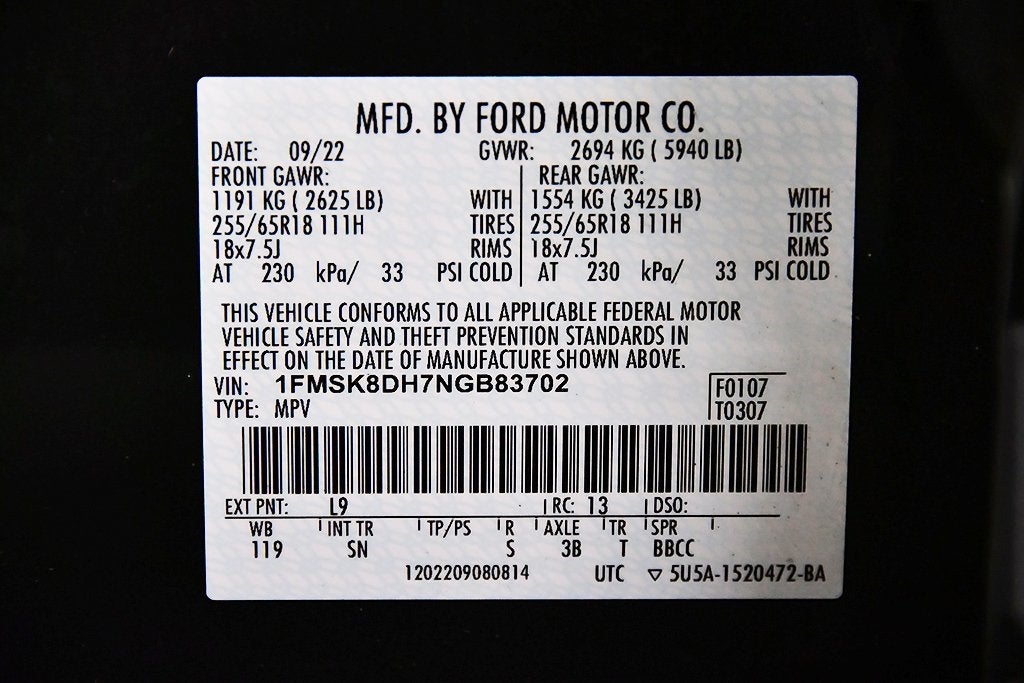 MFD. BY FORD MOTOR CO.
DATE: 09/22 GVWR: 2694 KG ( 5940 LB)
FRONT GAWR: REAR GAWR:
1191 KG ( 2625 LB) WITH 1554 KG ( 3425 LB) WITH
255/65R18 111H TIRES 255/65R18 111H TIRES
18x7.5J RIMS 18x7.5J RIMS
AT 230 kPa/ 33 PSI COLD AT 230 kPa/ 33 PSI COLD
THIS VEHICLE CONFORMS TO ALL APPLICABLE FEDERAL MOTOR
VEHICLE SAFETY AND THEFT PREVENTION STANDARDS IN
EFFECT ON THE DATE OF MANUFACTURE SHOWN ABOVE.
VIN: 1FMSK8DH7NGB83702 F0107
TYPE: MPV T0307
EXT PNT: L9 RC: 13 DSO:
WB INT TR TP/PS R AXLE TR SPR
119 SN S 3B T BBCC
1202209080814 UTC ▽ 5U5A-1520472-BA